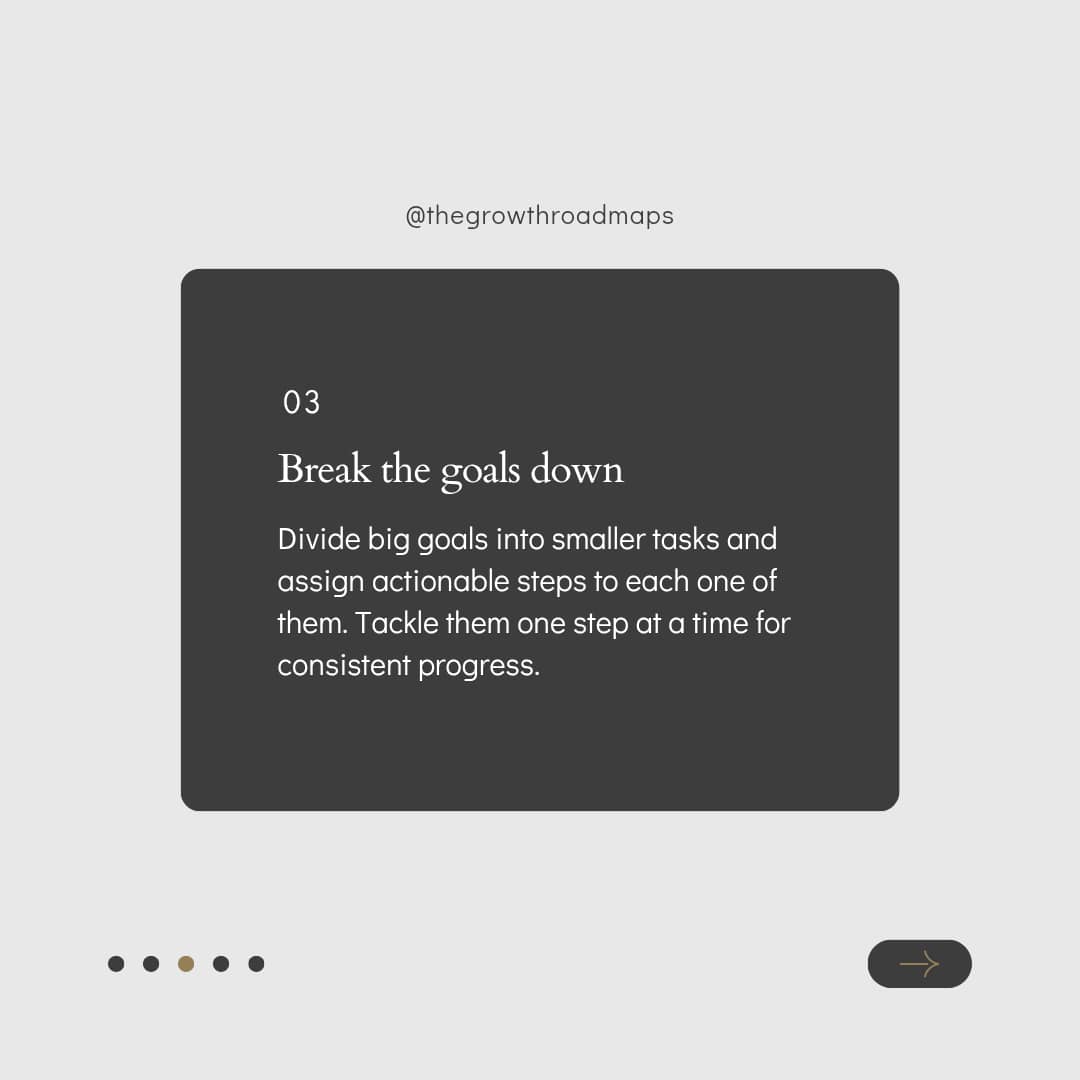 @thegrowthroadmaps
03
Break the goals down
Divide big goals into smaller tasks and
assign actionable steps to each one of
them. Tackle them one step at a time for
consistent progress.